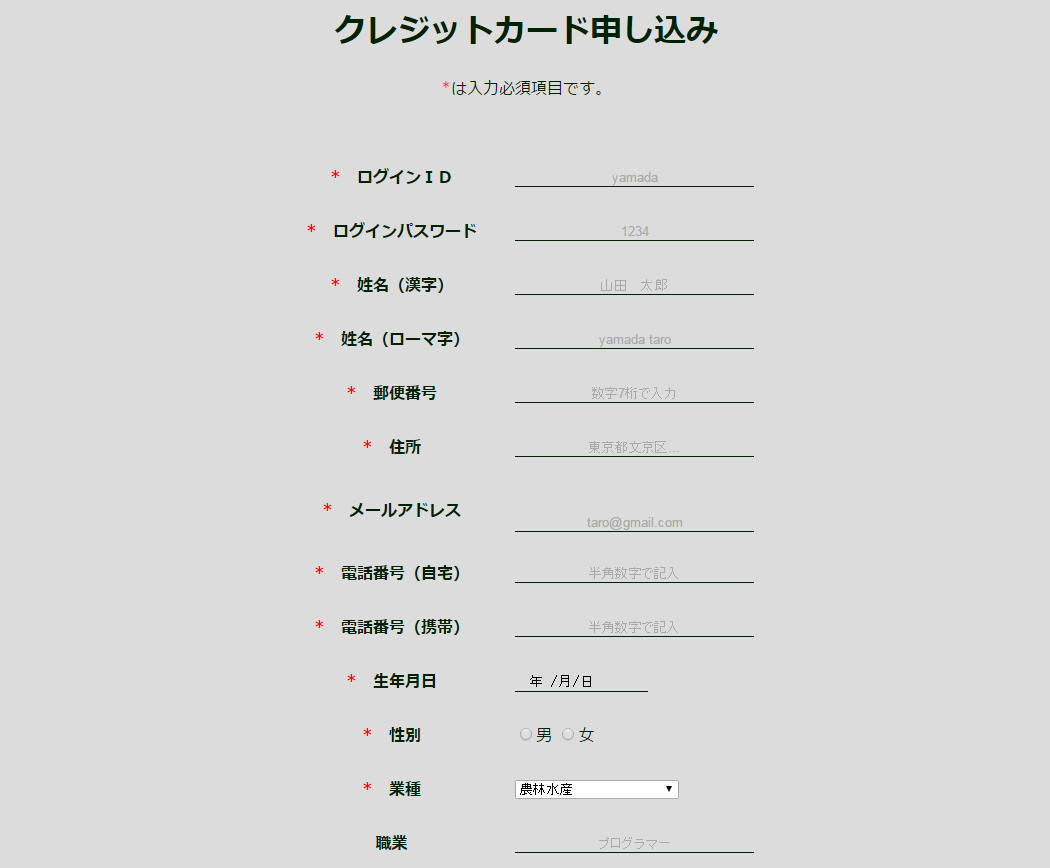 クレジットカード申し込み
*は入力必須項目です。
* ログインＩＤ yamada
* ログインパスワード 1234
* 姓名（漢字） 山田　太郎
* 姓名（ローマ字） yamada taro
* 郵便番号 数字7桁で入力
* 住所 東京都文京区...
* メールアドレス taro@gmail.com
* 電話番号（自宅） 半角数字で記入
* 電話番号（携帯） 半角数字で記入
* 生年月日 年 /月/日
* 性別 男 女
* 業種 農林水産
職業 プログラマー